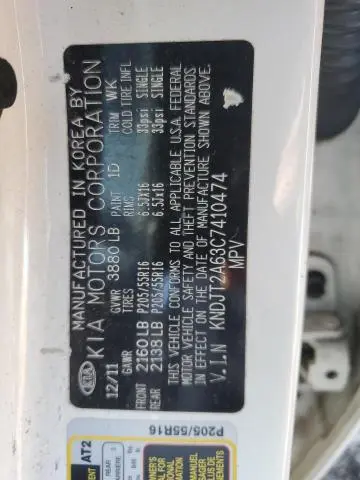 MANUFACTURED IN KOREA BY
KIA KIA MOTORS CORPORATION
12/11 GVWR 3880 LB PAINT 1D TRIM WK
GAWR TIRES RIMS COLD TIRE INFL
FRONT 2160 LB P205/55R16 6.5Jx16 33psi SINGLE
REAR 2138 LB P205/55R16 6.5Jx16 33psi SINGLE
THIS VEHICLE CONFORMS TO ALL APPLICABLE U.S.A. FEDERAL
MOTOR VEHICLE SAFETY AND THEFT PREVENTION STANDARDS
IN EFFECT ON THE DATE OF MANUFACTURE SHOWN ABOVE.
V.I.N KNDJT2A63C7410474
MPV
P205/55R16
AT2